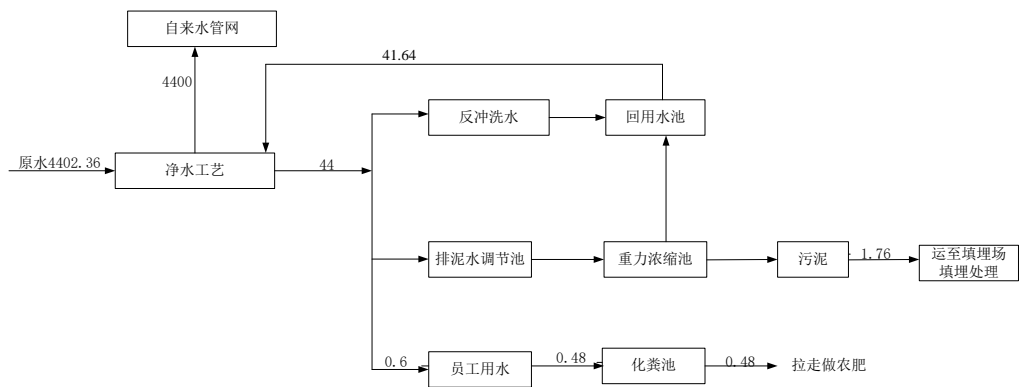 自来水管网
41.64
4400
反冲洗水
回用水池
原水4402.36
净水工艺
44
排泥水调节池
重力浓缩池
污泥
1.76
运至填埋场
填埋处理
0.6
员工用水
0.48
化粪池
0.48
拉走做农肥